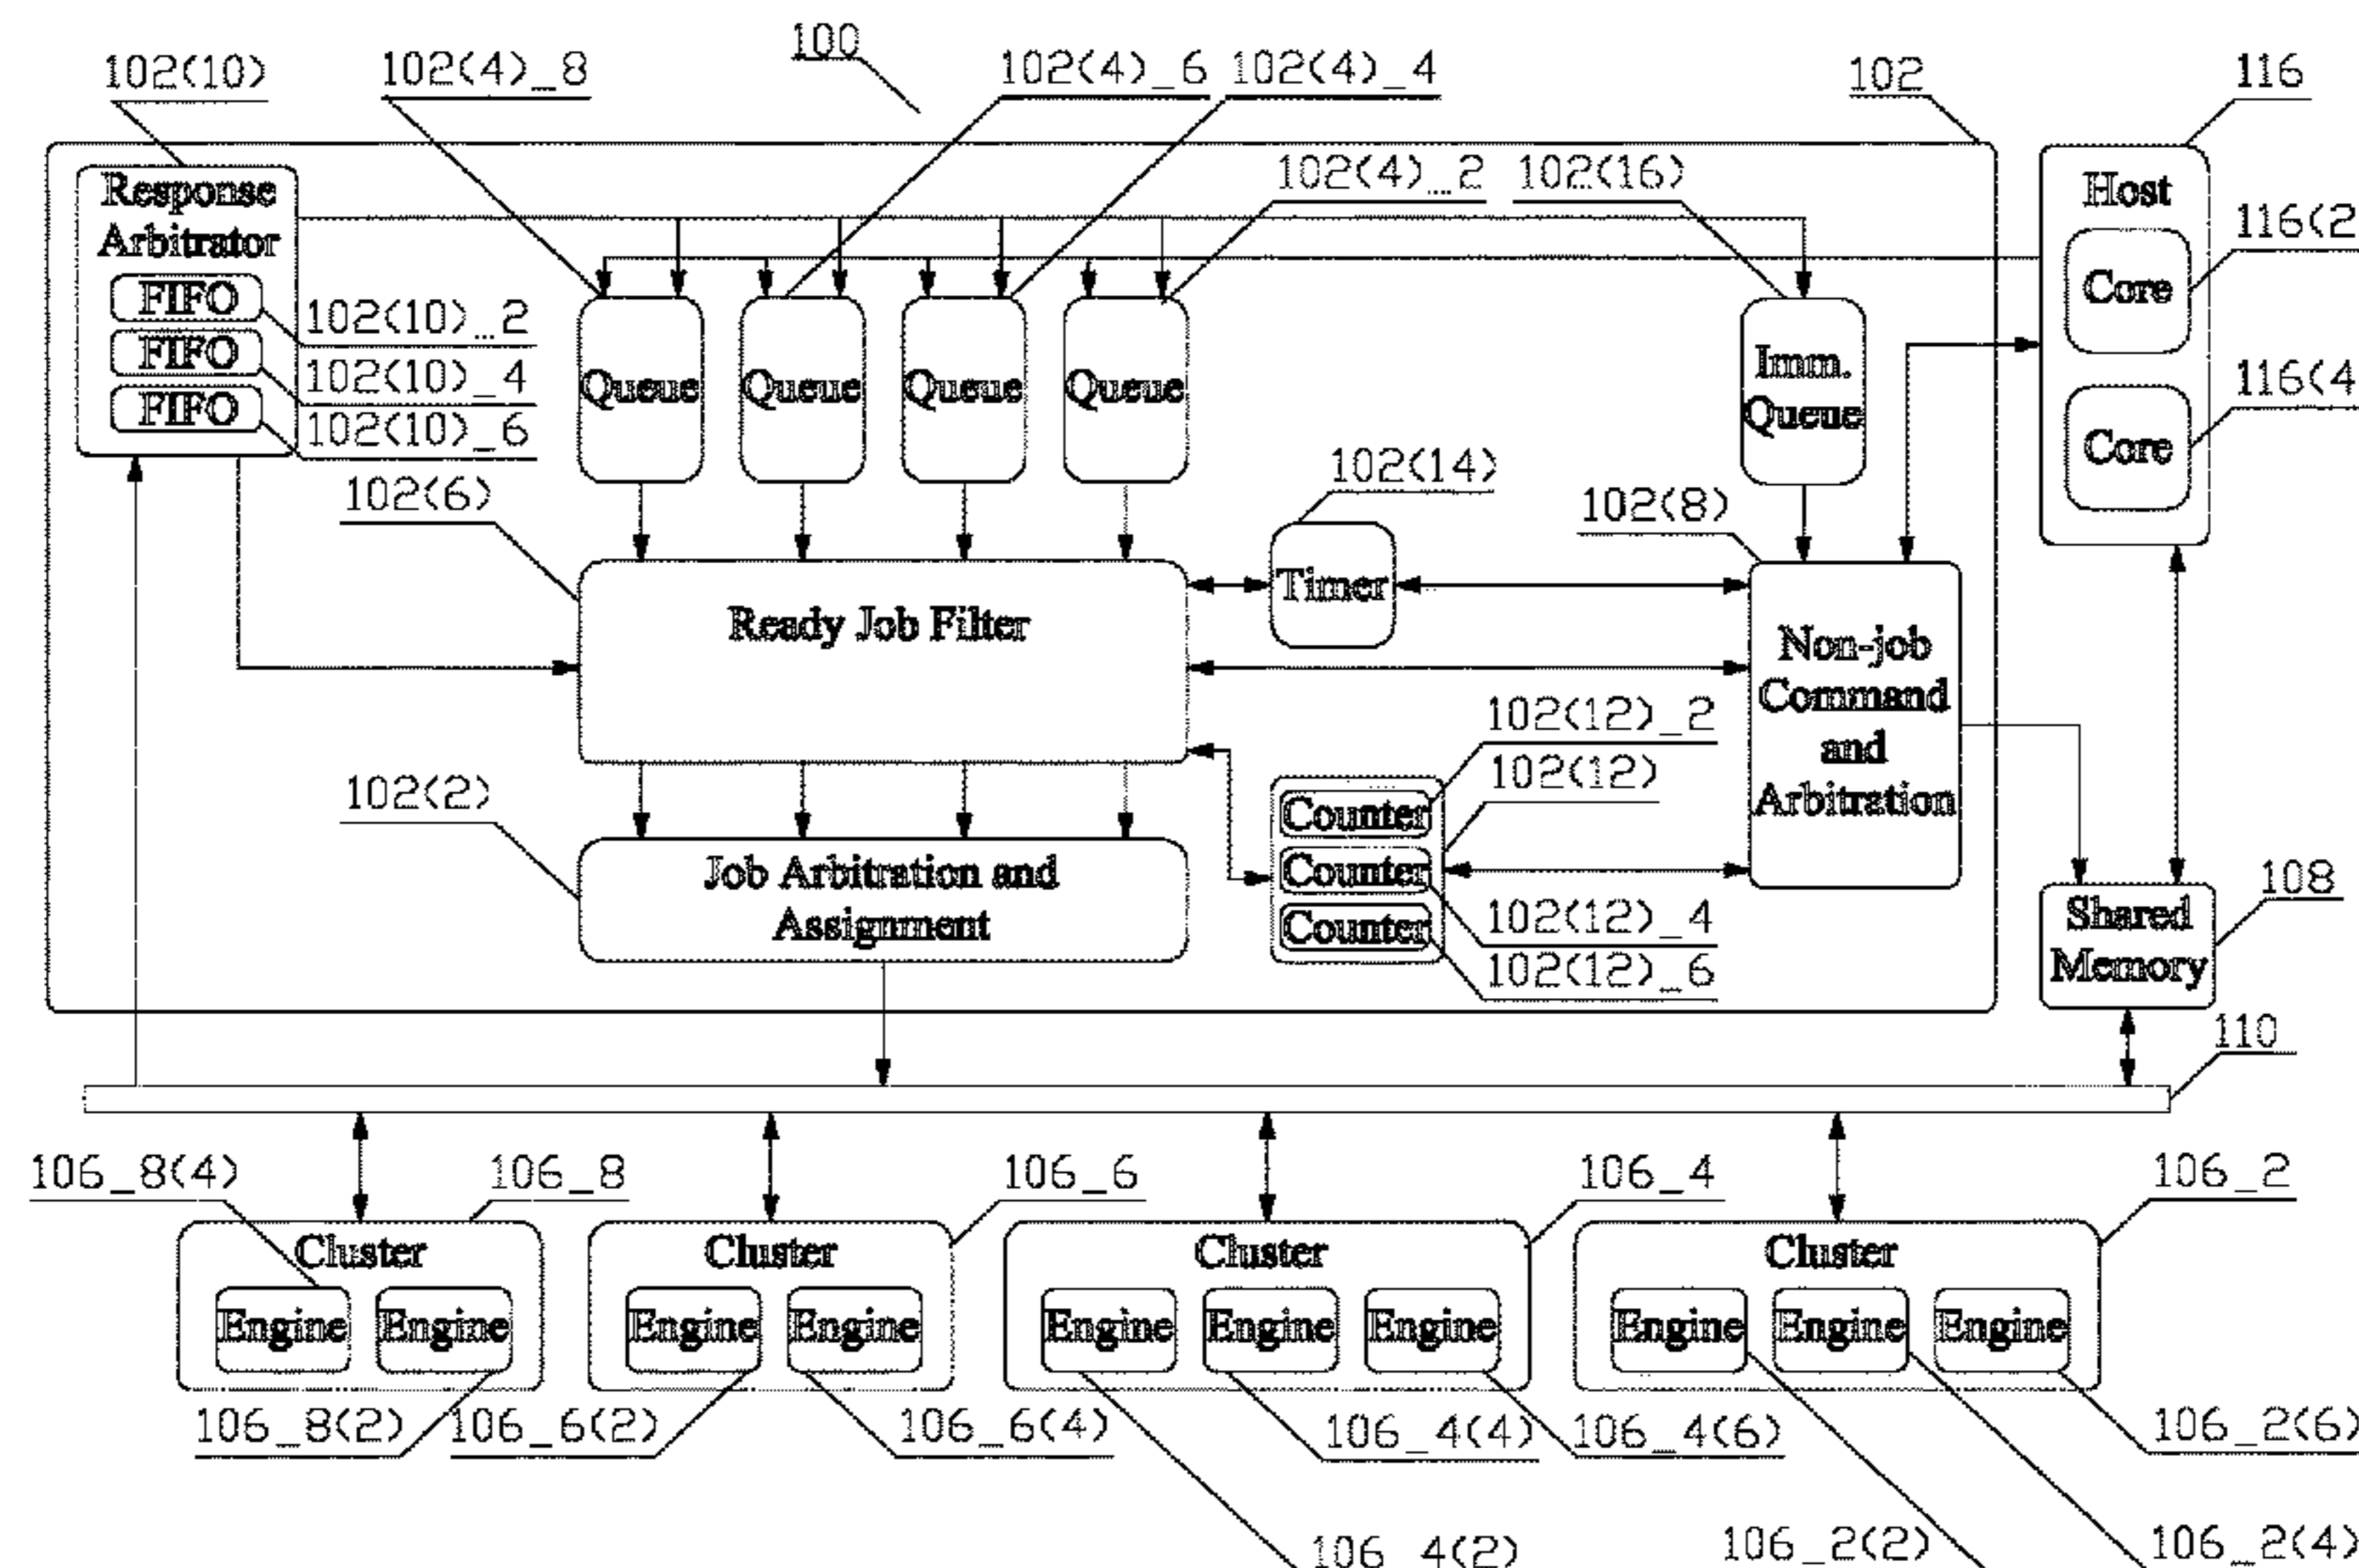 100
102(10)
102(4)_8
102(4)_6
102(4)_4
102
116
102(4)_2
102(16)
Response
Arbitrator
FIFO
FIFO
FIFO
102(10)_2
102(10)_4
102(10)_6
Queue
Queue
Queue
Queue
Imm.
Queue
Host
Core
Core
116(2
116(4
102(6)
102(14)
102(8)
Ready Job Filter
Timer
Non-job
Command
and
Arbitration
102(12)_2
102(12)
102(2)
Counter
Counter
Counter
102(12)_4
102(12)_6
Job Arbitration and
Assignment
108
Shared
Memory
110
106_8(4)
106_8
106_6
106_4
106_2
Cluster
Engine
Engine
Cluster
Engine
Engine
Cluster
Engine
Engine
Engine
Cluster
Engine
Engine
Engine
106_8(2)
106_6(2)
106_6(4)
106_4(4)
106_4(6)
106_2(6)
106_4(2)
106_2(2)
106_2(4)